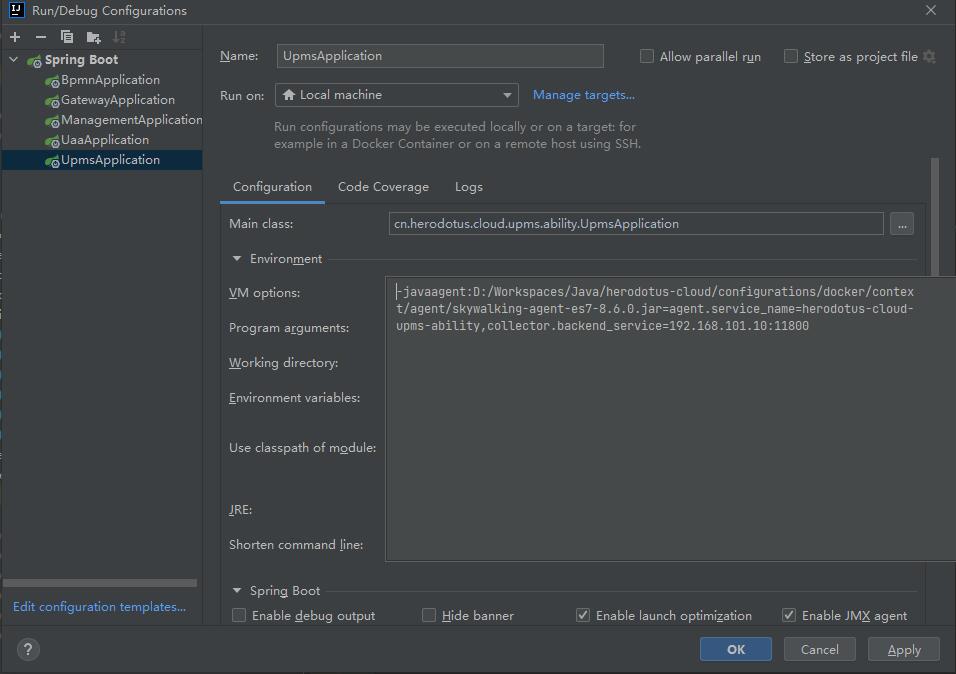 Run/Debug Configurations
Spring Boot
BpmnApplication
GatewayApplication
ManagementApplication
UaaApplication
UpmsApplication
Edit configuration templates...
Name: UpmsApplication
Allow parallel run
Store as project file
Run on: Local machine
Manage targets...
Run configurations may be executed locally or on a target: for
example in a Docker Container or on a remote host using SSH.
Configuration Code Coverage Logs
Main class: cn.herodotus.cloud.upms.ability.UpmsApplication ...
Environment
VM options:
-javaagent:D:/Workspaces/Java/herodotus-cloud/configurations/docker/contex
t/agent/skywalking-agent-es7-8.6.0.jar=agent.service_name=herodotus-cloud-
upms-ability,collector.backend_service=192.168.101.10:11800
Program arguments:
Working directory:
Environment variables:
Use classpath of module:
JRE:
Shorten command line:
Spring Boot
Enable debug output Hide banner Enable launch optimization Enable JMX agent
? OK Cancel Apply